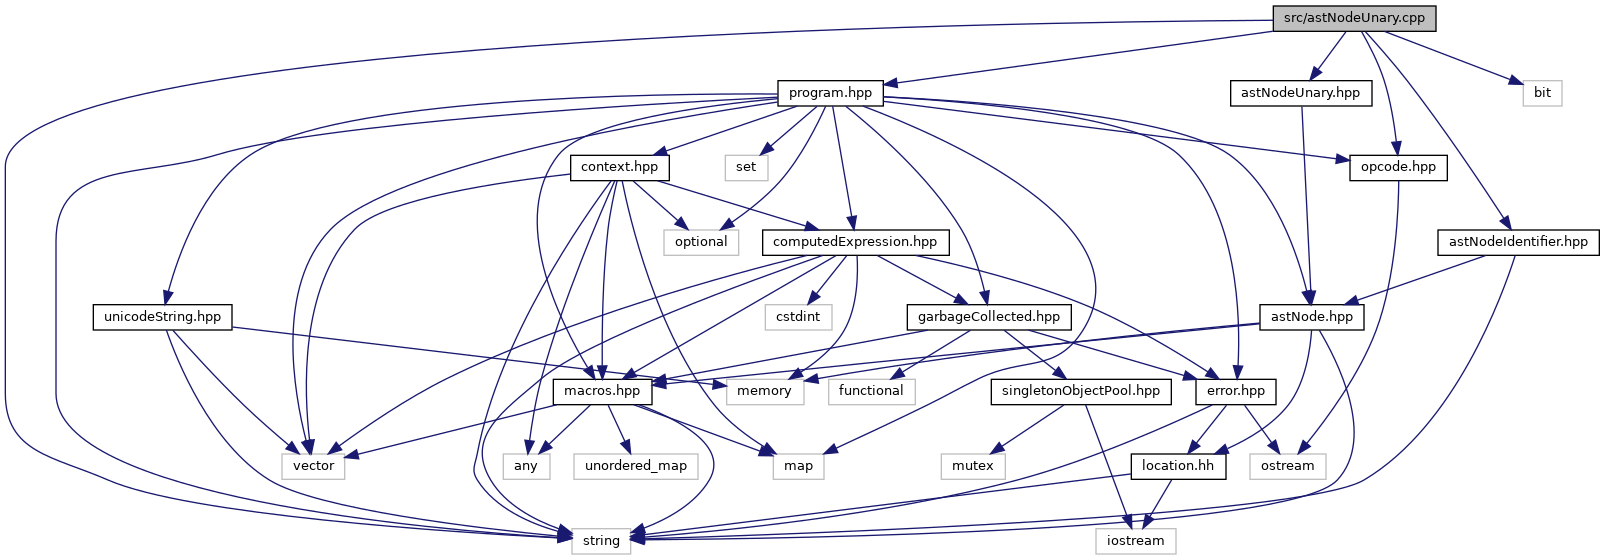 src/astNodeUnary.cpp
program.hpp
astNodeUnary.hpp
bit
context.hpp
set
opcode.hpp
optional
computedExpression.hpp
astNodeIdentifier.hpp
unicodeString.hpp
cstdint
garbageCollected.hpp
astNode.hpp
macros.hpp
memory
functional
singletonObjectPool.hpp
error.hpp
vector
any
unordered_map
map
mutex
location.hh
ostream
string
iostream